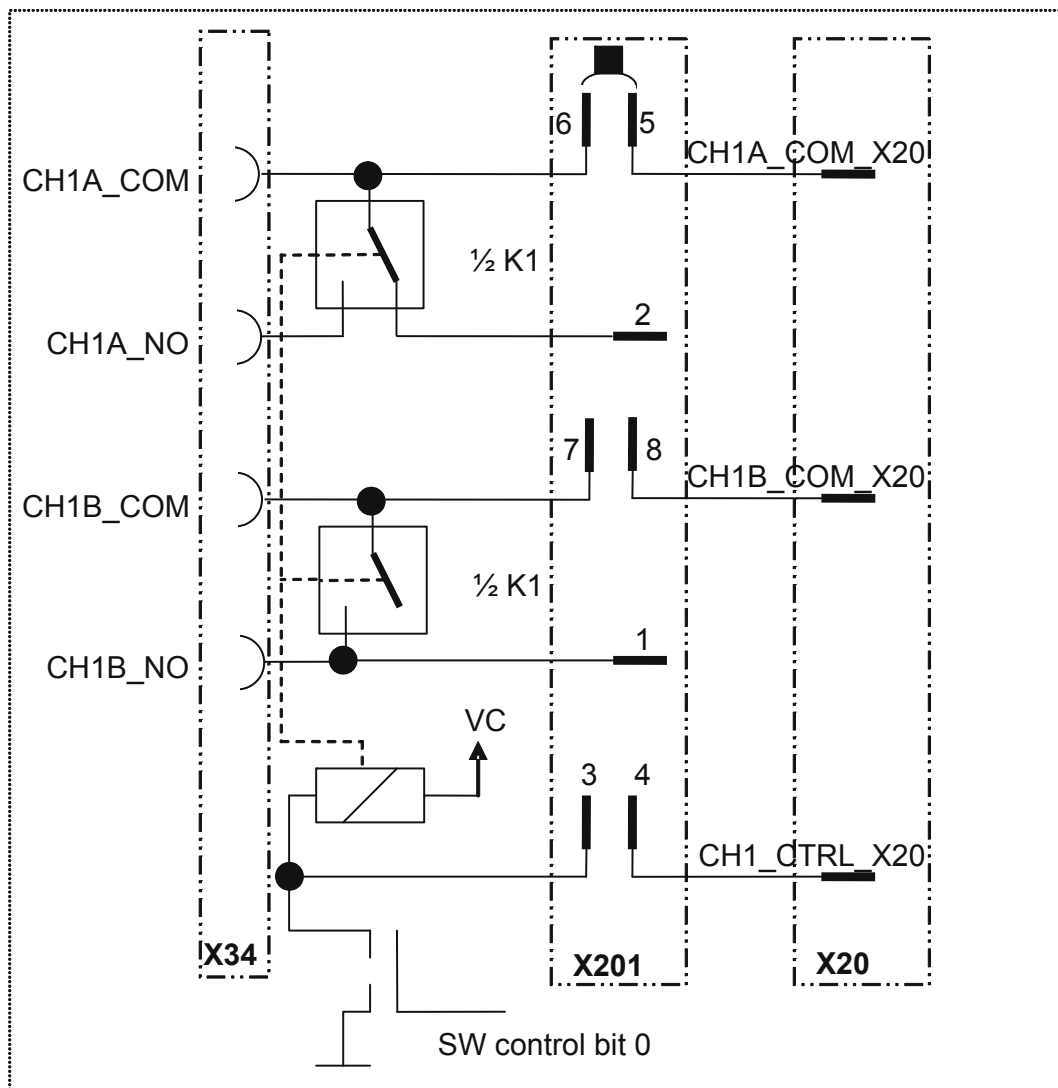 6 5
CH1A_COM
CH1A_COM_X20
½ K1
CH1A_NO
2
7 8
CH1B_COM
CH1B_COM_X20
½ K1
CH1B_NO
1
VC
3 4
CH1_CTRL_X20
X34
X201
X20
SW control bit 0